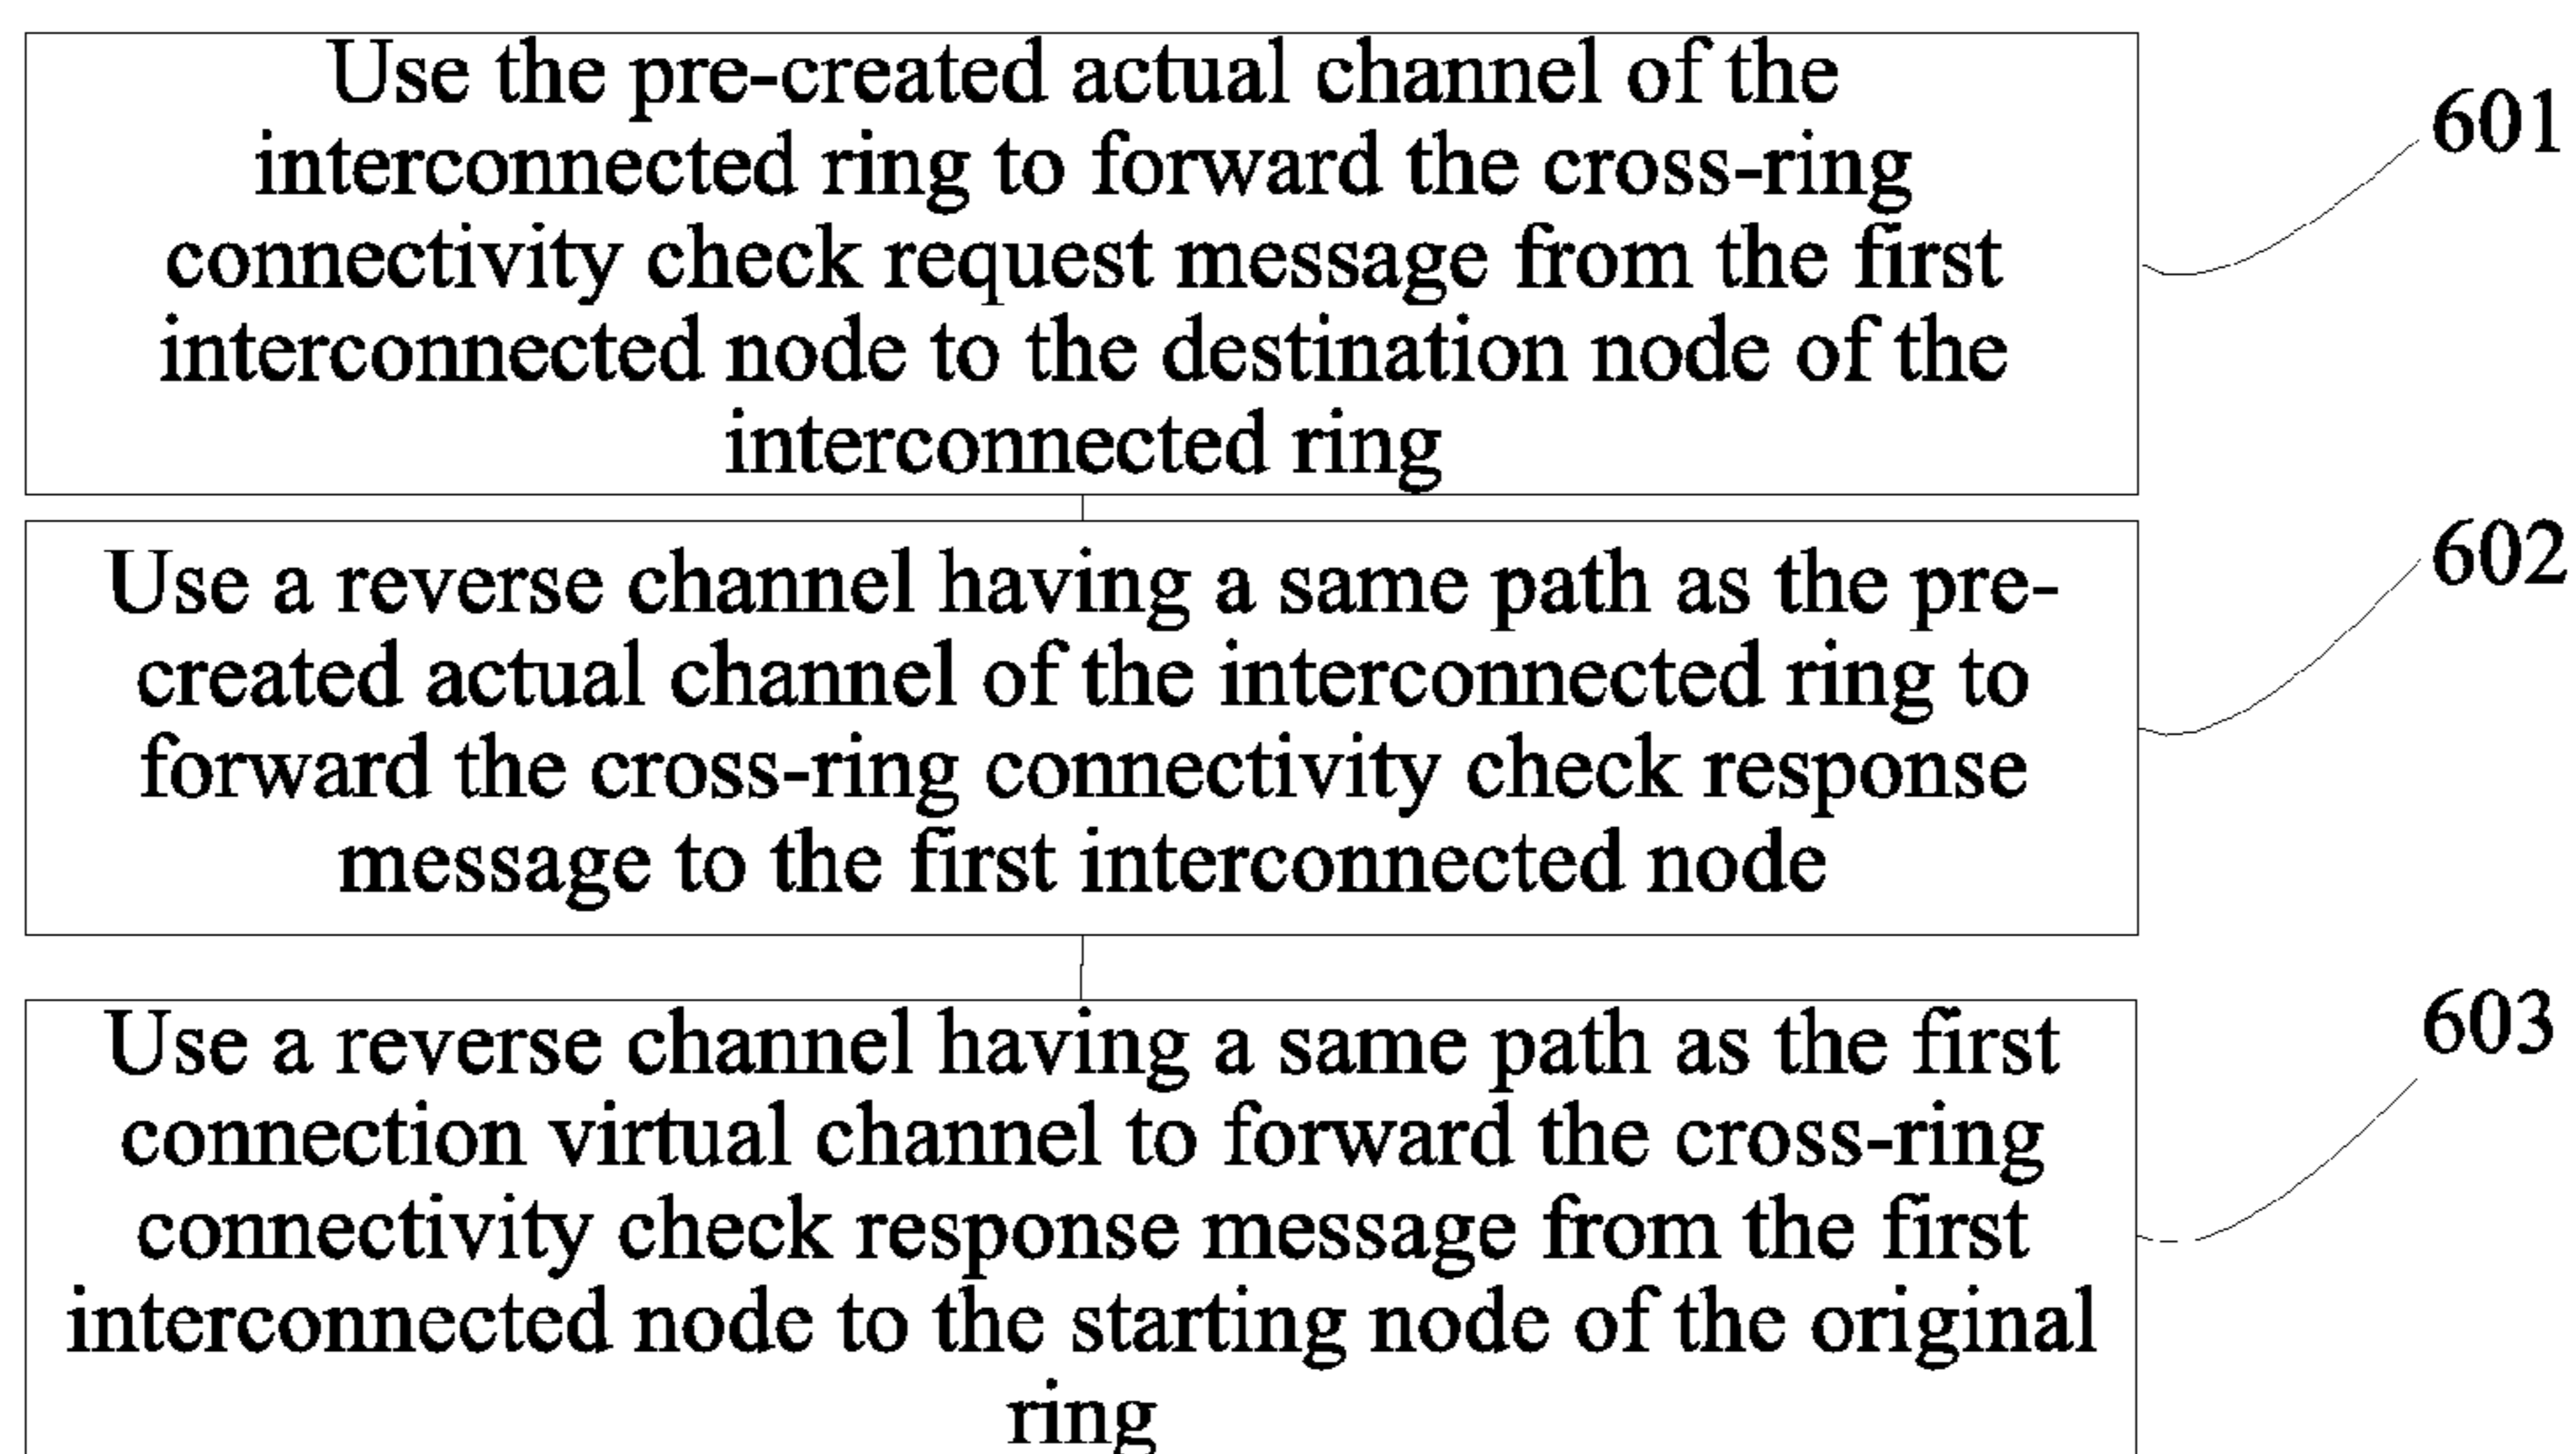 Use the pre-created actual channel of the
interconnected ring to forward the cross-ring
connectivity check request message from the first
interconnected node to the destination node of the
interconnected ring
601
Use a reverse channel having a same path as the pre-
created actual channel of the interconnected ring to
forward the cross-ring connectivity check response
message to the first interconnected node
602
Use a reverse channel having a same path as the first
connection virtual channel to forward the cross-ring
connectivity check response message from the first
interconnected node to the starting node of the original
ring
603